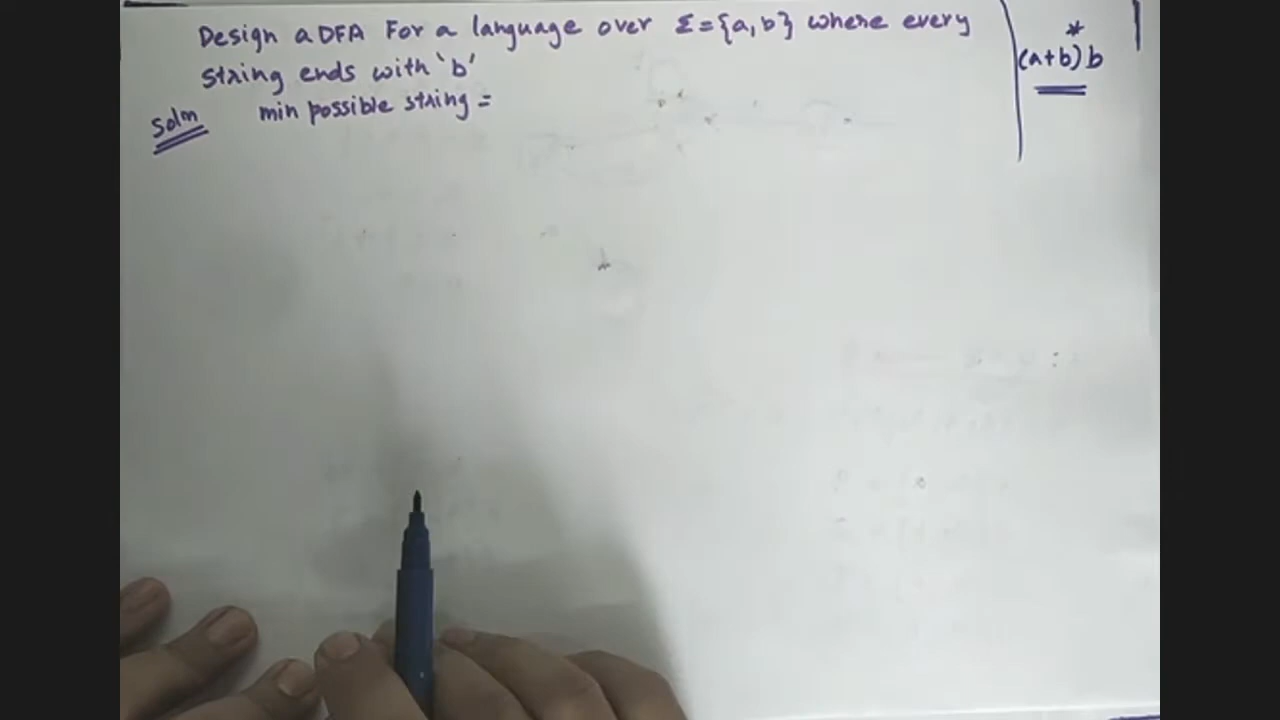 Design a DFA For a language over Σ={a,b} where every
string ends with 'b'
Soln min possible string =
(a+b)*b